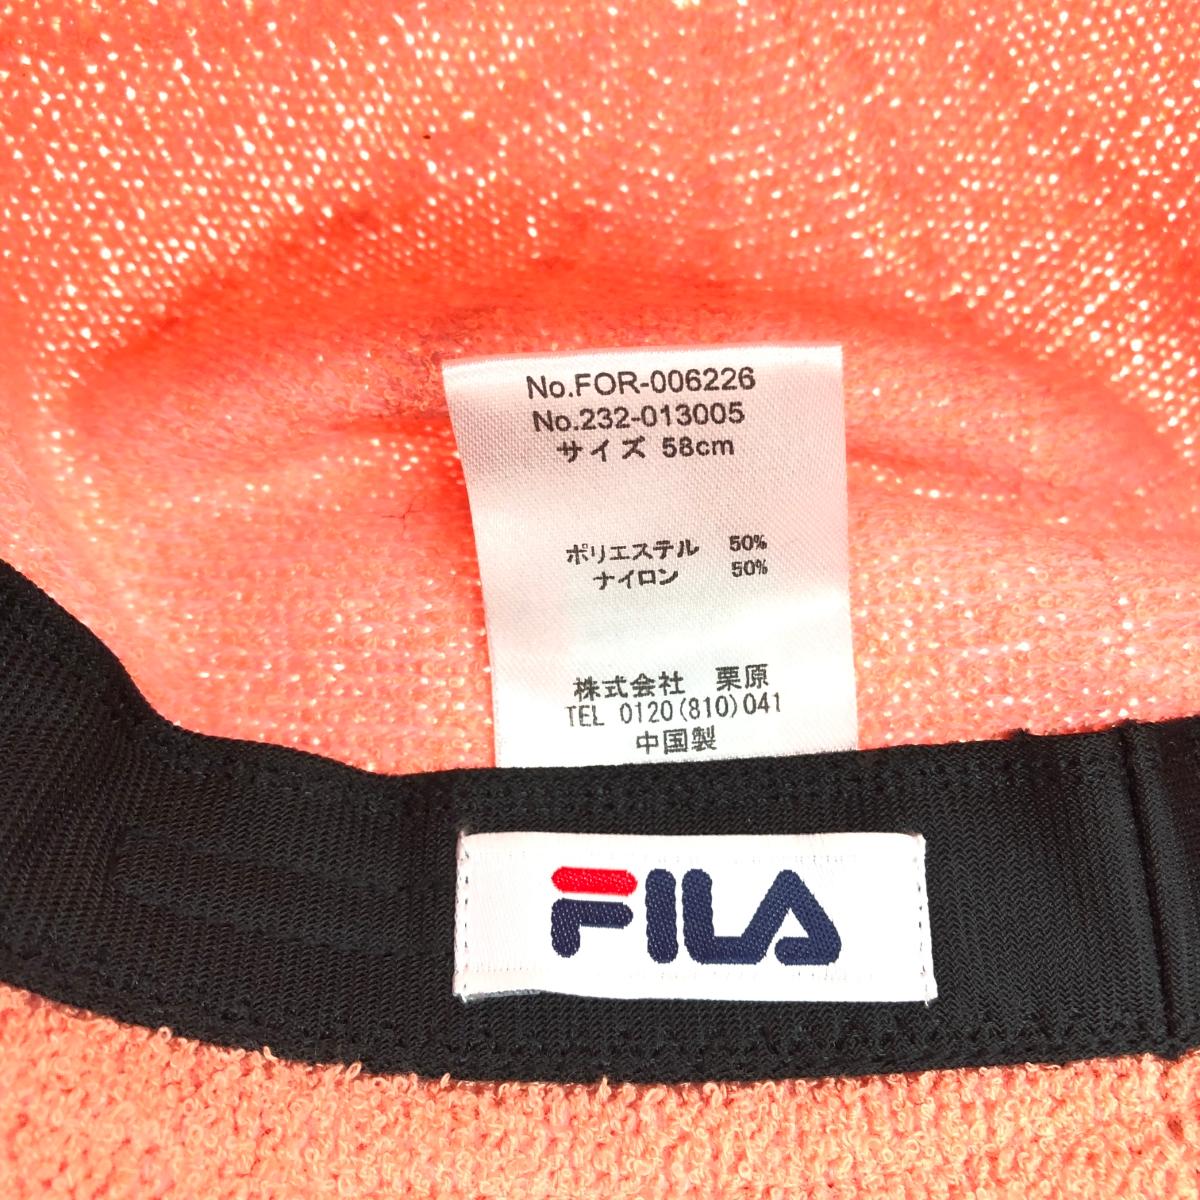 No.FOR-006226
No.232-013005
サイズ 58cm
ポリエステル 50%
ナイロン 50%
株式会社 栗原
TEL 0120(810)041
中国製
FILA